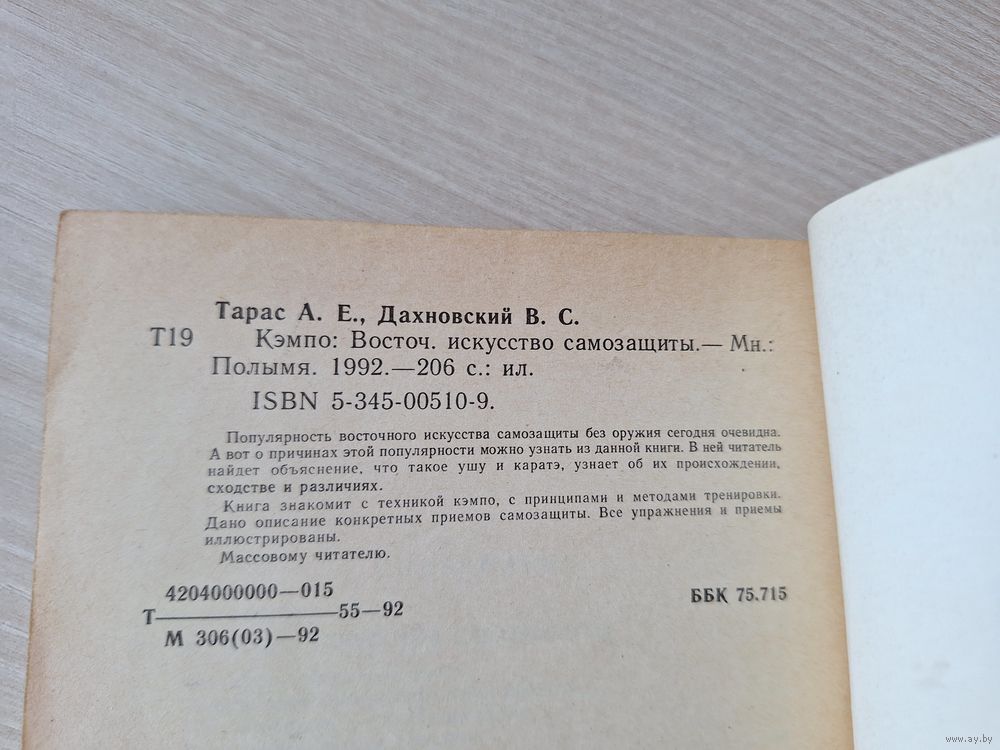 Тарас А. Е., Дахновский В. С.
Т19 Кэмпо: Восточ. искусство самозащиты.— Мн.:
Полымя. 1992.—206 с.: ил.
ISBN 5-345-00510-9.
Популярность восточного искусства самозащиты без оружия сегодня очевидна.
А вот о причинах этой популярности можно узнать из данной книги. В ней читатель
найдет объяснение, что такое ушу и каратэ, узнает об их происхождении,
сходстве и различиях.
Книга знакомит с техникой кэмпо, с принципами и методами тренировки.
Дано описание конкретных приемов самозащиты. Все упражнения и приемы
иллюстрированы.
Массовому читателю.
4204000000—015
Т———55—92
М 306(03)—92
ББК 75.715
www.ay.by